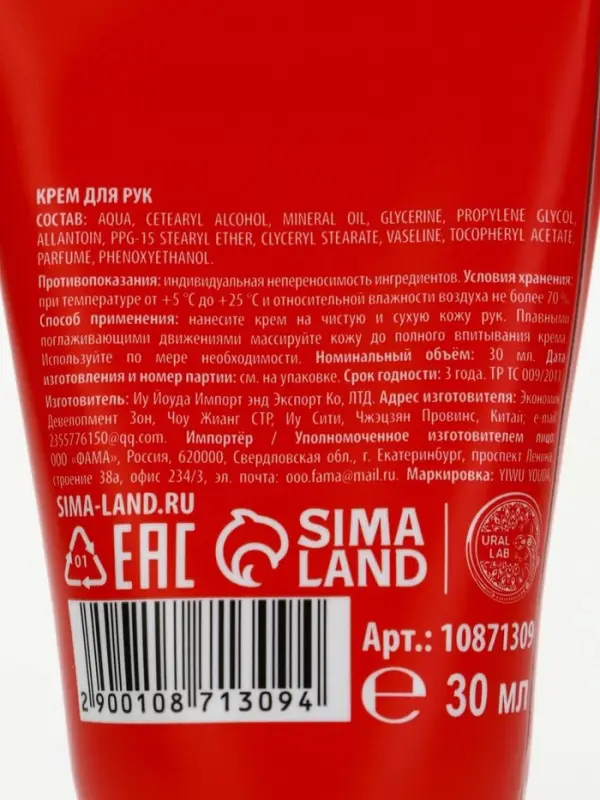 КРЕМ ДЛЯ РУК
СОСТАВ: AQUA, CETEARYL ALCOHOL, MINERAL OIL, GLYCERINE, PROPYLENE GLYCOL,
ALLANTOIN, PPG-15 STEARYL ETHER, CLYCERYL STEARATE, VASELINE, TOCOPHERYL ACETATE,
PARFUME, PHENOXYETHANOL.
Противопоказания: индивидуальная непереносимость ингредиентов. Условия хранения:
при температуре от +5 °C до +25 °C и относительной влажности воздуха не более 70 %.
Способ применения: нанесите крем на чистую и сухую кожу рук. Плавными
поглаживающими движениями массируйте кожу до полного впитывания крема.
Используйте по мере необходимости. Номинальный объём: 30 мл. Дата
изготовления и номер партии: см. на упаковке. Срок годности: 3 года. ТР ТС 009/2011
Изготовитель: Иу Йоуда Импорт энд Экспорт Ко, ЛТД. Адрес изготовителя: Экономик
Девелопмент Зон, Чоу Жианг СТР, Иу Сити, Чжэцзян Провинс, Китай; e-mail:
2355776150@qq.com. Импортёр / Уполномоченное изготовителем лицо:
ООО «ФАМА», Россия, 620000, Свердловская обл., г. Екатеринбург, проспект Ленина,
строение 38а, офис 234/3, эл. почта: ooo.fama@mail.ru. Маркировка: YIWU YOUDA
SIMA-LAND.RU
01
EAC
SIMA
LAND
URAL
LAB
Арт.: 10871309
2 900108 713094
e 30 мл